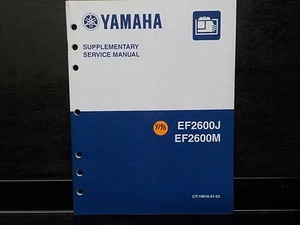 YAMAHA
SUPPLEMENTARY
SERVICE MANUAL
EF2600J
EF2600M